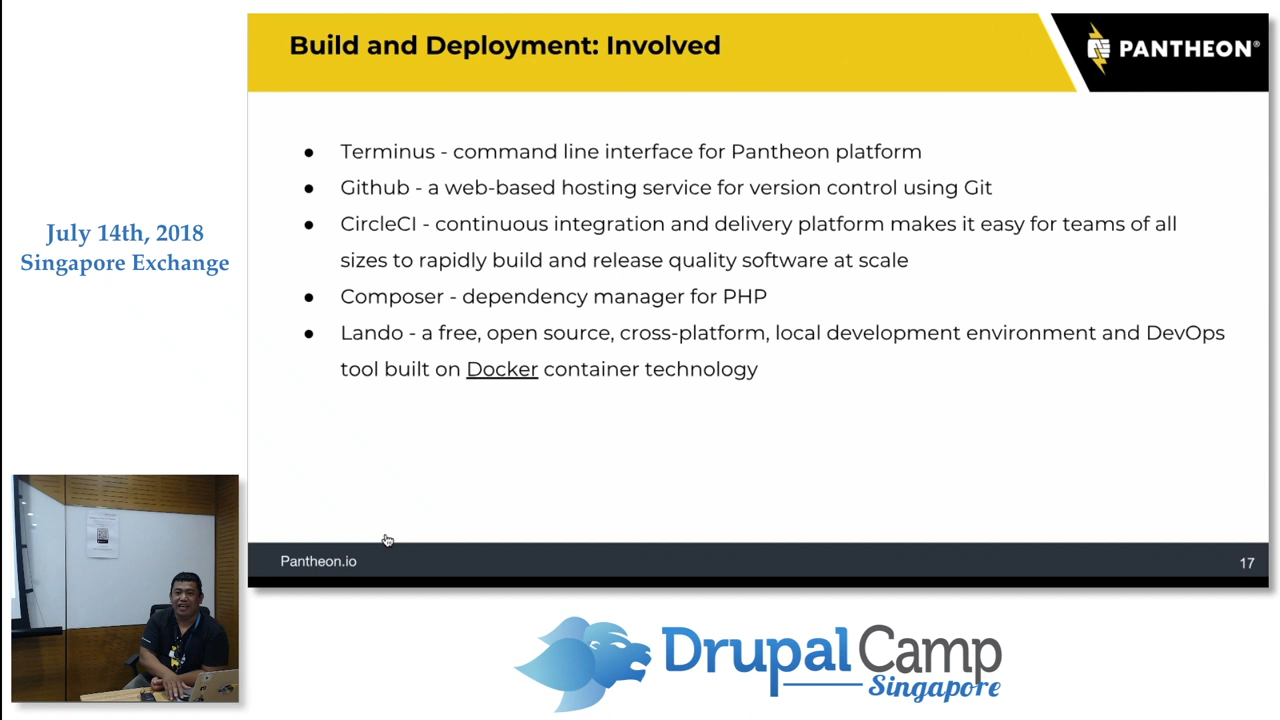 Build and Deployment: Involved
PANTHEON®
● Terminus - command line interface for Pantheon platform
● Github - a web-based hosting service for version control using Git
● CircleCI - continuous integration and delivery platform makes it easy for teams of all
sizes to rapidly build and release quality software at scale
● Composer - dependency manager for PHP
● Lando - a free, open source, cross-platform, local development environment and DevOps
tool built on Docker container technology
July 14th, 2018
Singapore Exchange
Pantheon.io
17
Drupal Camp
Singapore